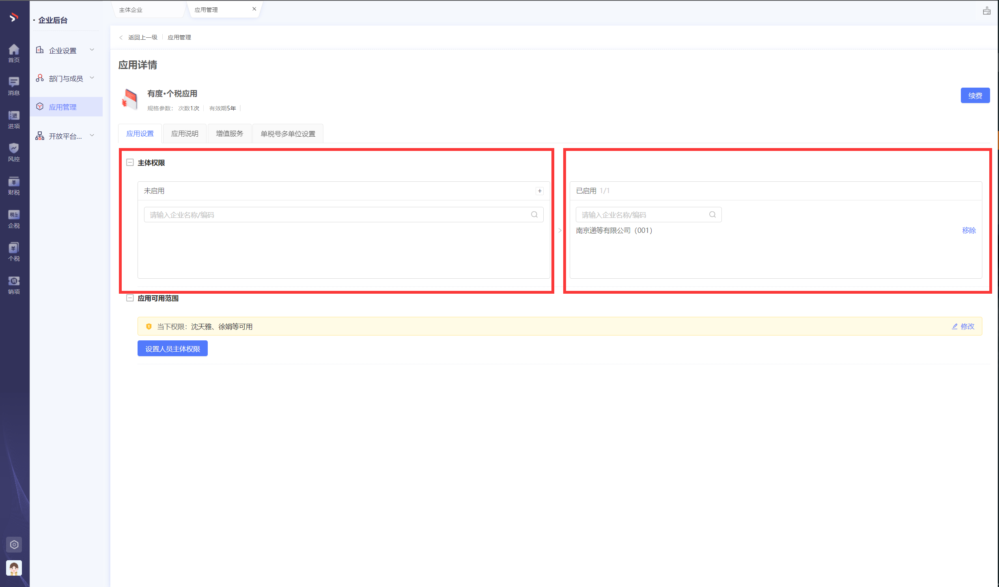 主体企业
应用管理
企业后台
返回上一级
应用管理
首页
消息
进项
风控
财税
企税
个税
销项
企业设置
部门与成员
应用管理
开放平台...
应用详情
有度•个税应用
规格参数： 次数1次 有效期5年
续费
应用设置
应用说明
增值服务
单税号多单位设置
主体权限
未启用
请输入企业名称/编码
已启用 1/1
请输入企业名称/编码
南京递等有限公司（001）
移除
应用可用范围
当下权限：沈天雅、徐娟等可用
修改
设置人员主体权限